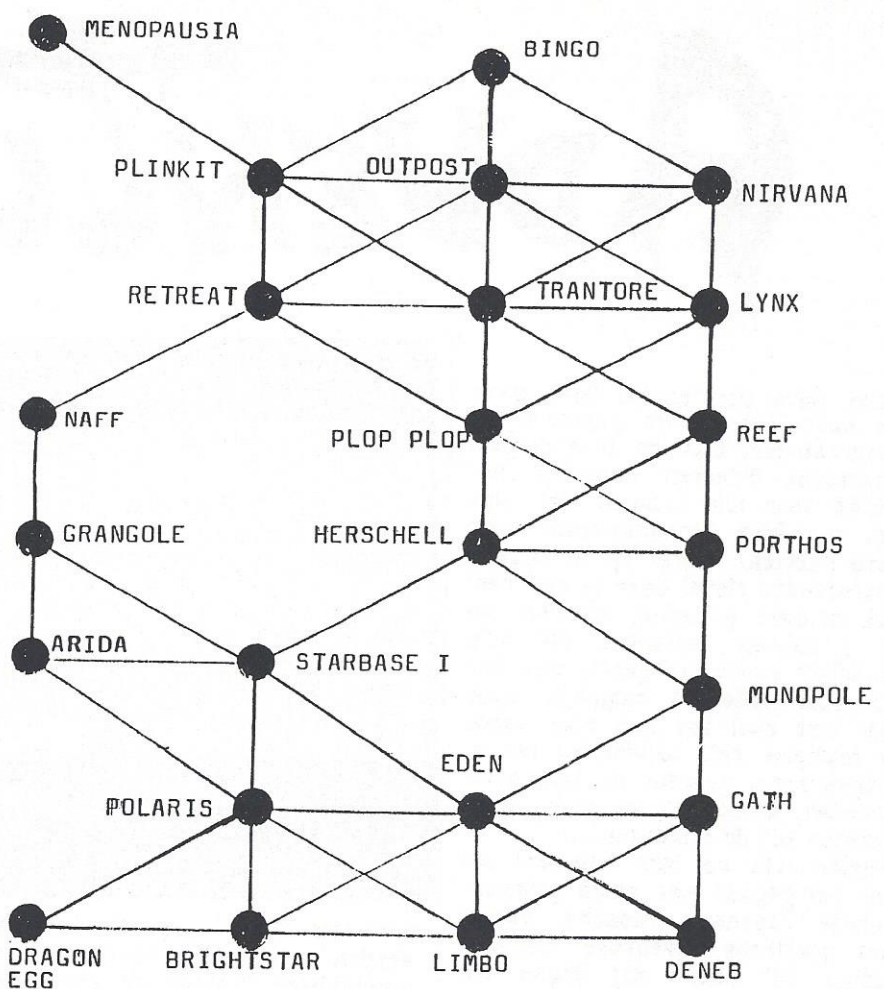 MENOPAUSIA
BINGO
PLINKIT
OUTPOST
NIRVANA
RETREAT
TRANTORE
LYNX
NAFF
PLOP PLOP
REEF
GRANGOLE
HERSCHELL
PORTHOS
ARIDA
STARBASE I
MONOPOLE
EDEN
POLARIS
GATH
DRAGON
EGG
BRIGHTSTAR
LIMBO
DENEB